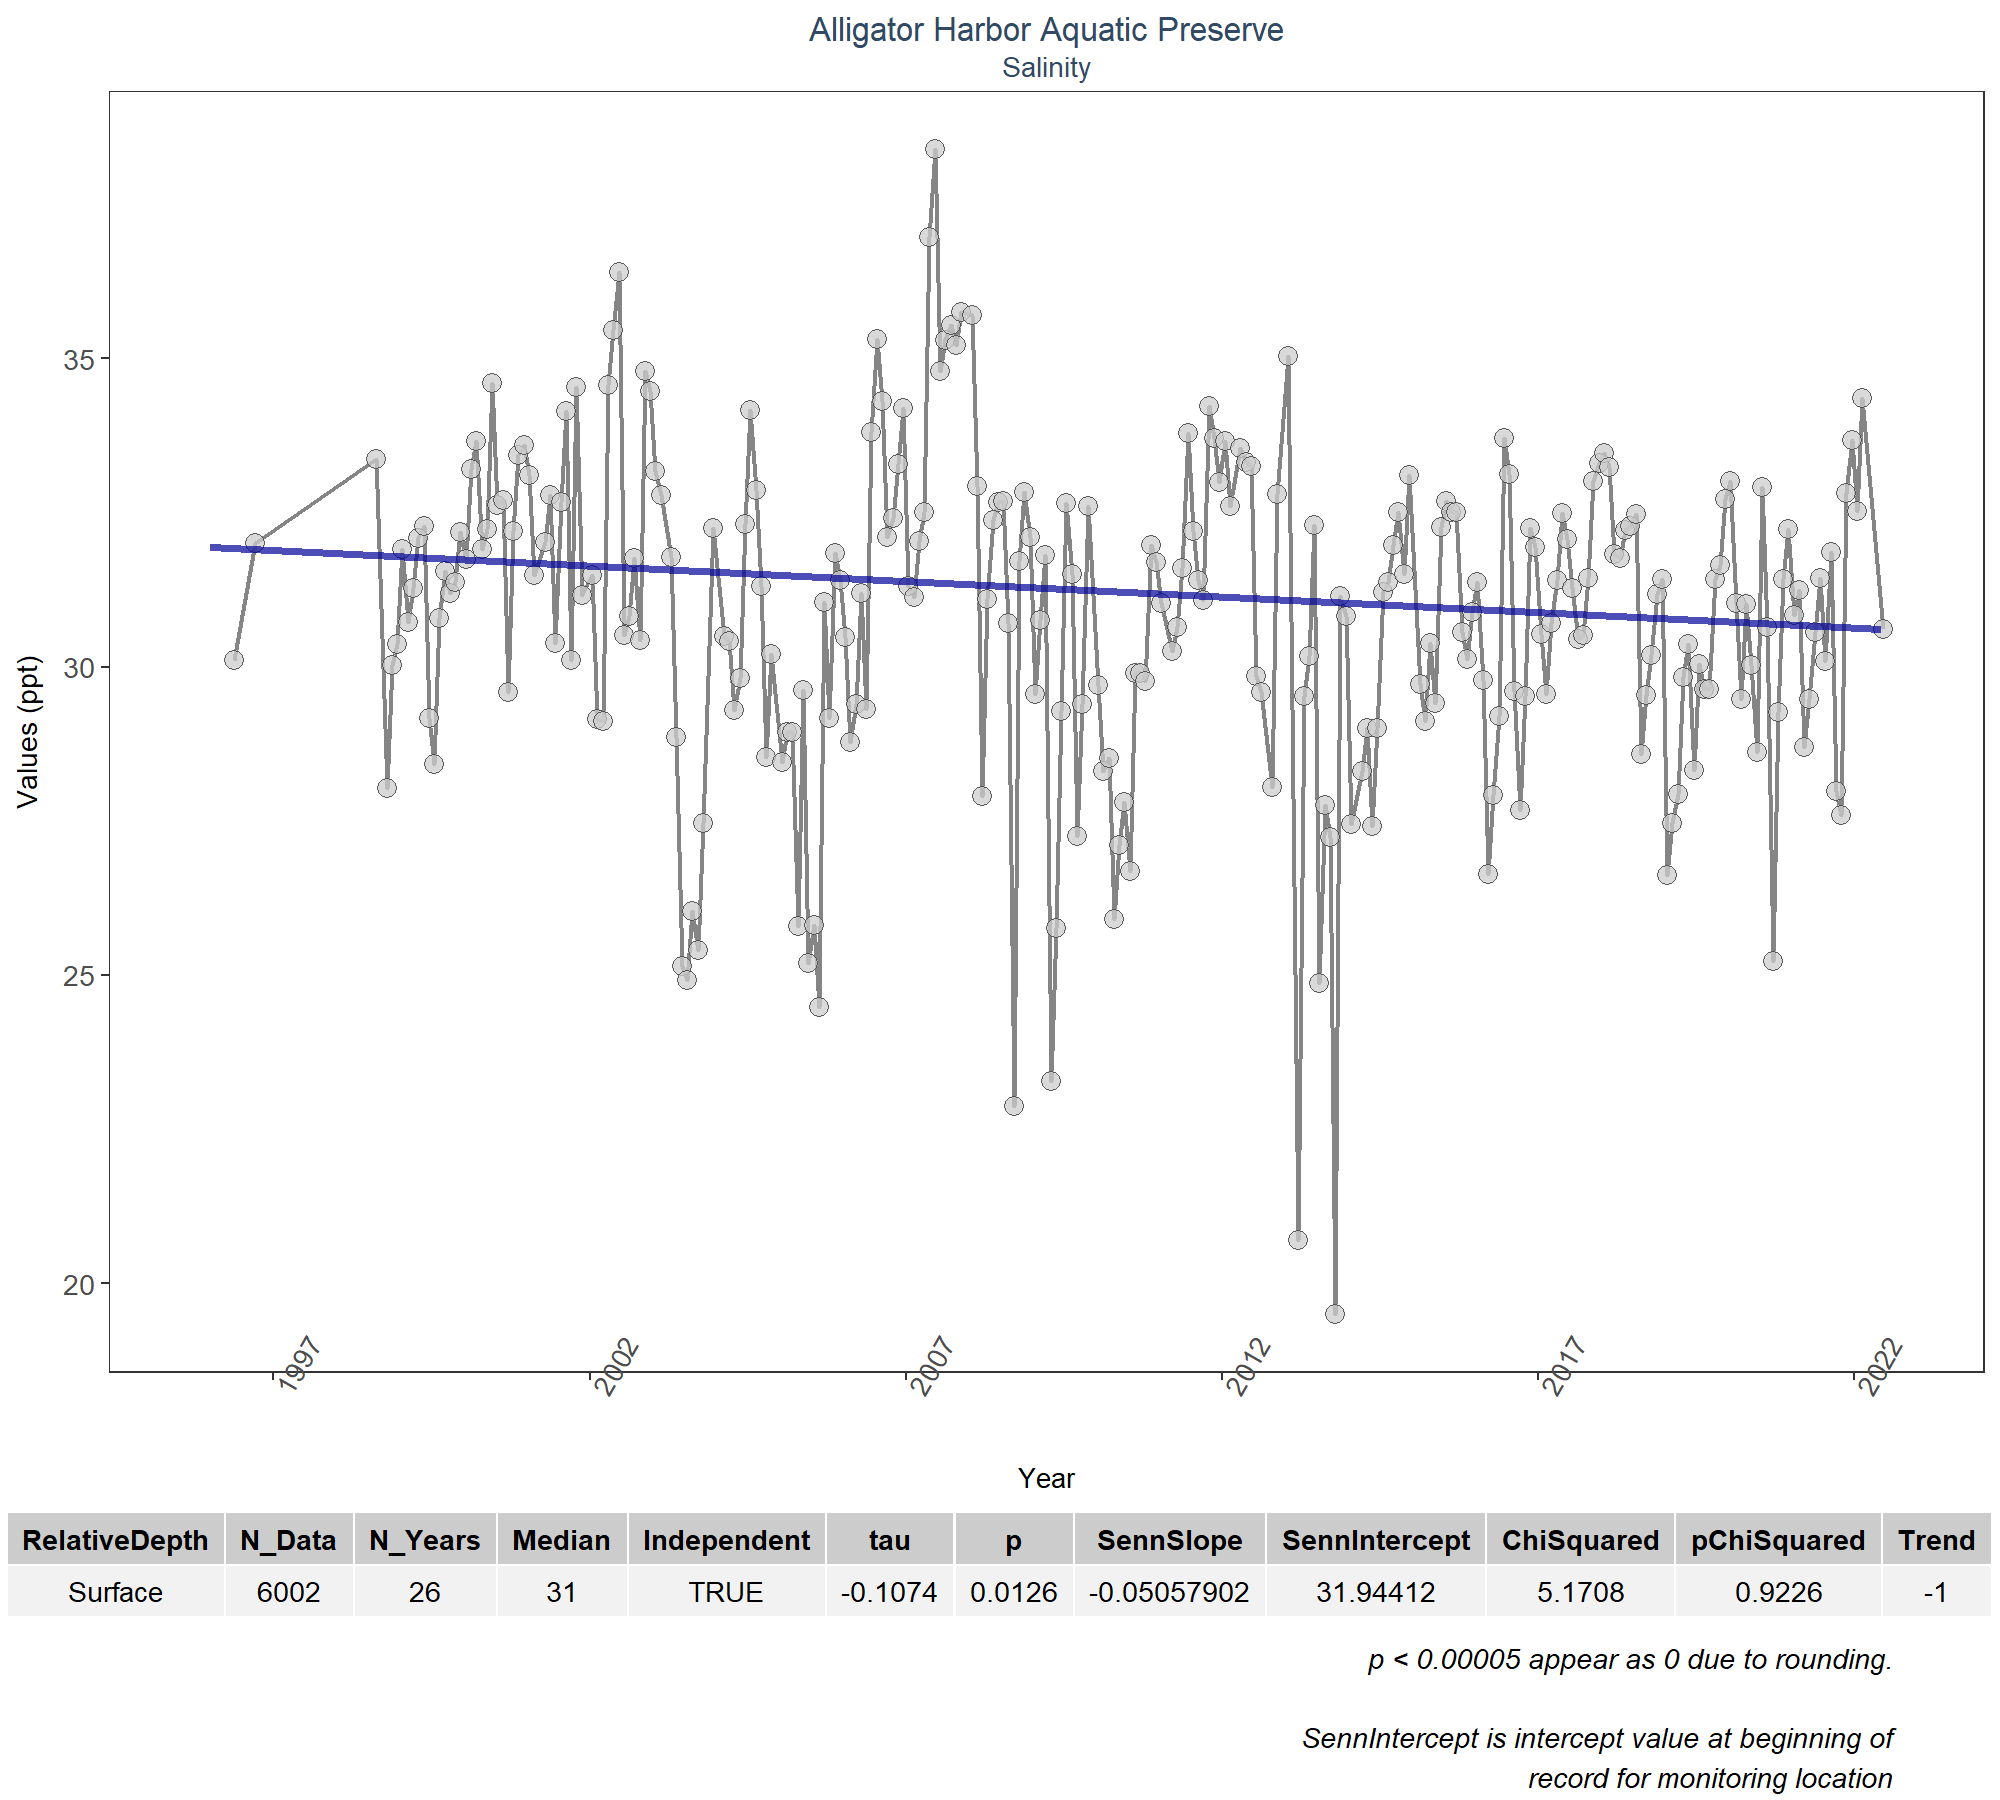 Alligator Harbor Aquatic Preserve
Salinity
35
30
25
20
Values (ppt)
1997 2002 2007 2012 2017 2022
Year
RelativeDepth N_Data N_Years Median Independent tau p SennSlope SennIntercept ChiSquared pChiSquared Trend
Surface 6002 26 31 TRUE -0.1074 0.0126 -0.05057902 31.94412 5.1708 0.9226 -1
p < 0.00005 appear as 0 due to rounding.
SennIntercept is intercept value at beginning of
record for monitoring location